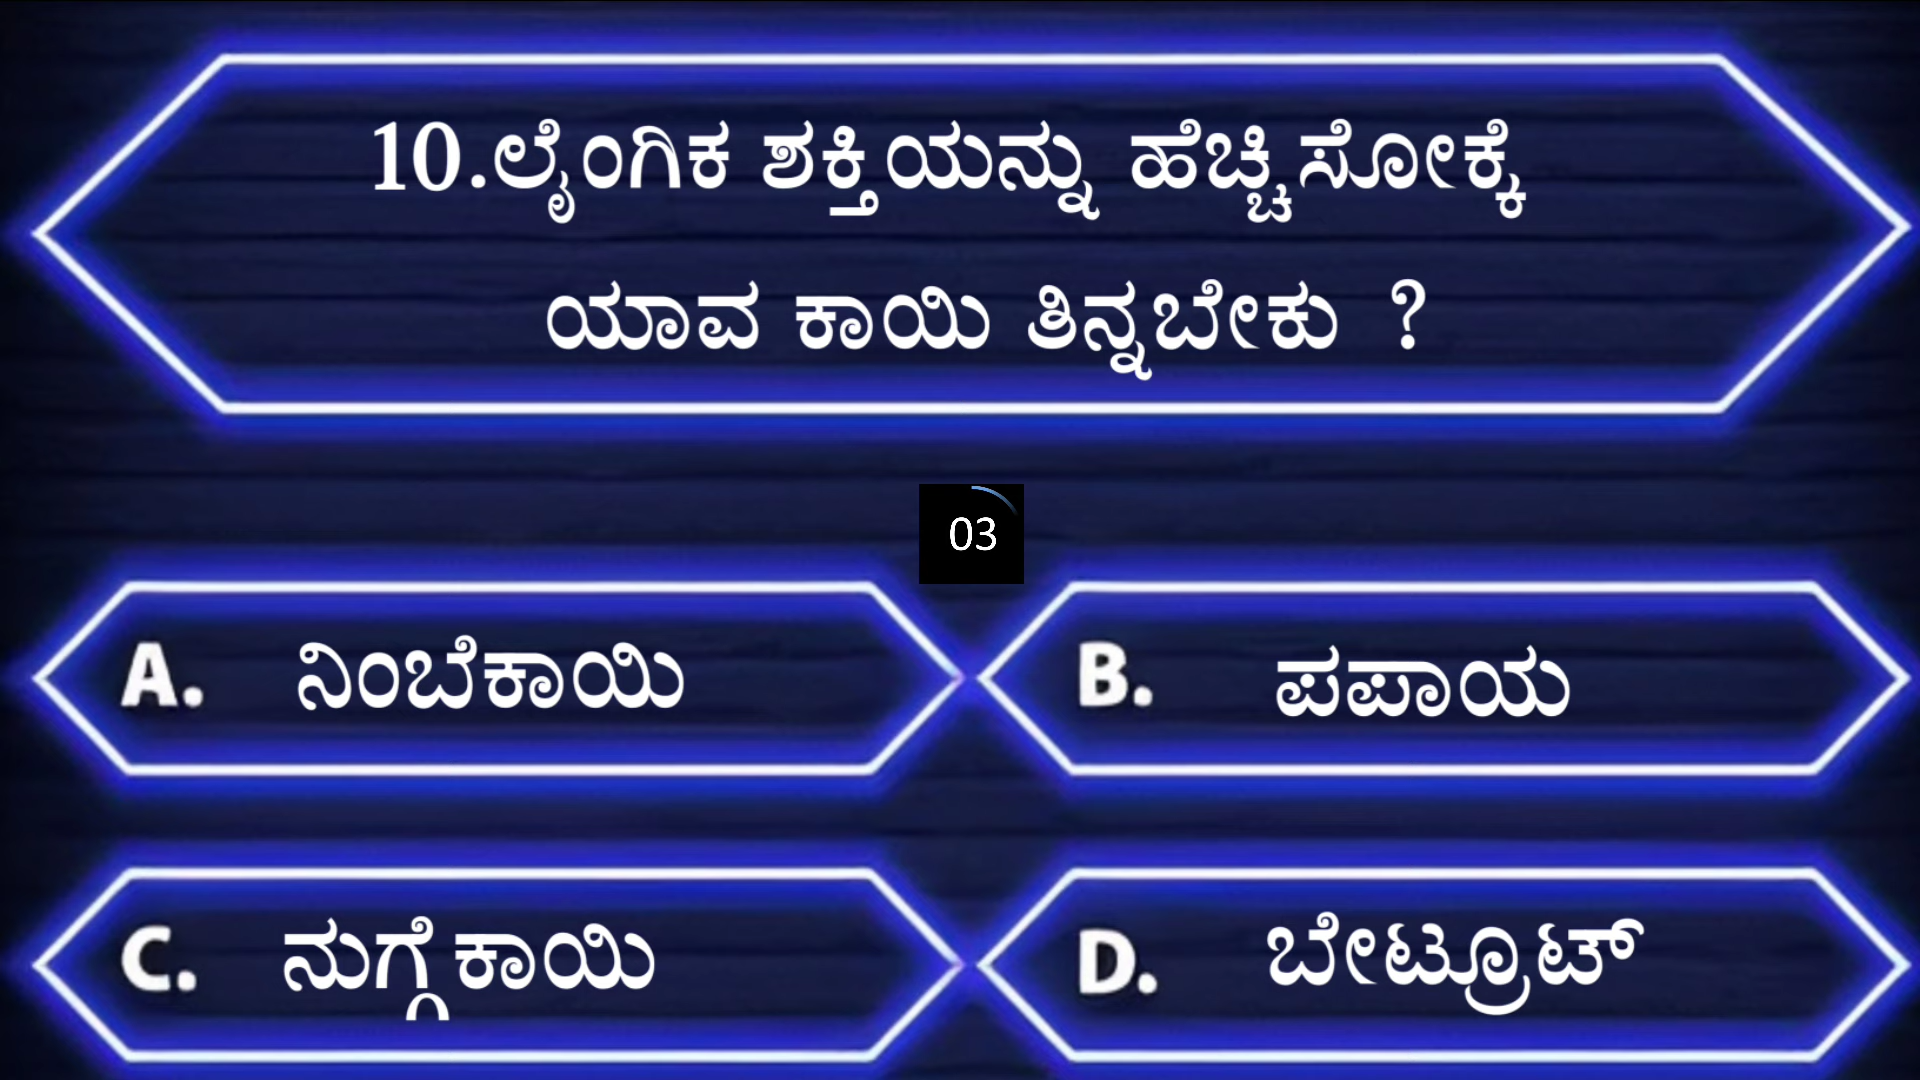 10.ಲೈಂಗಿಕ ಶಕ್ತಿಯನ್ನು ಹೆಚ್ಚಿಸೋಕ್ಕೆ
ಯಾವ ಕಾಯಿ ತಿನ್ನಬೇಕು ?
03
A. ನಿಂಬೆಕಾಯಿ
B. ಪಪಾಯ
C. ನುಗ್ಗೆಕಾಯಿ
D. ಬೇಟ್ರೂಟ್